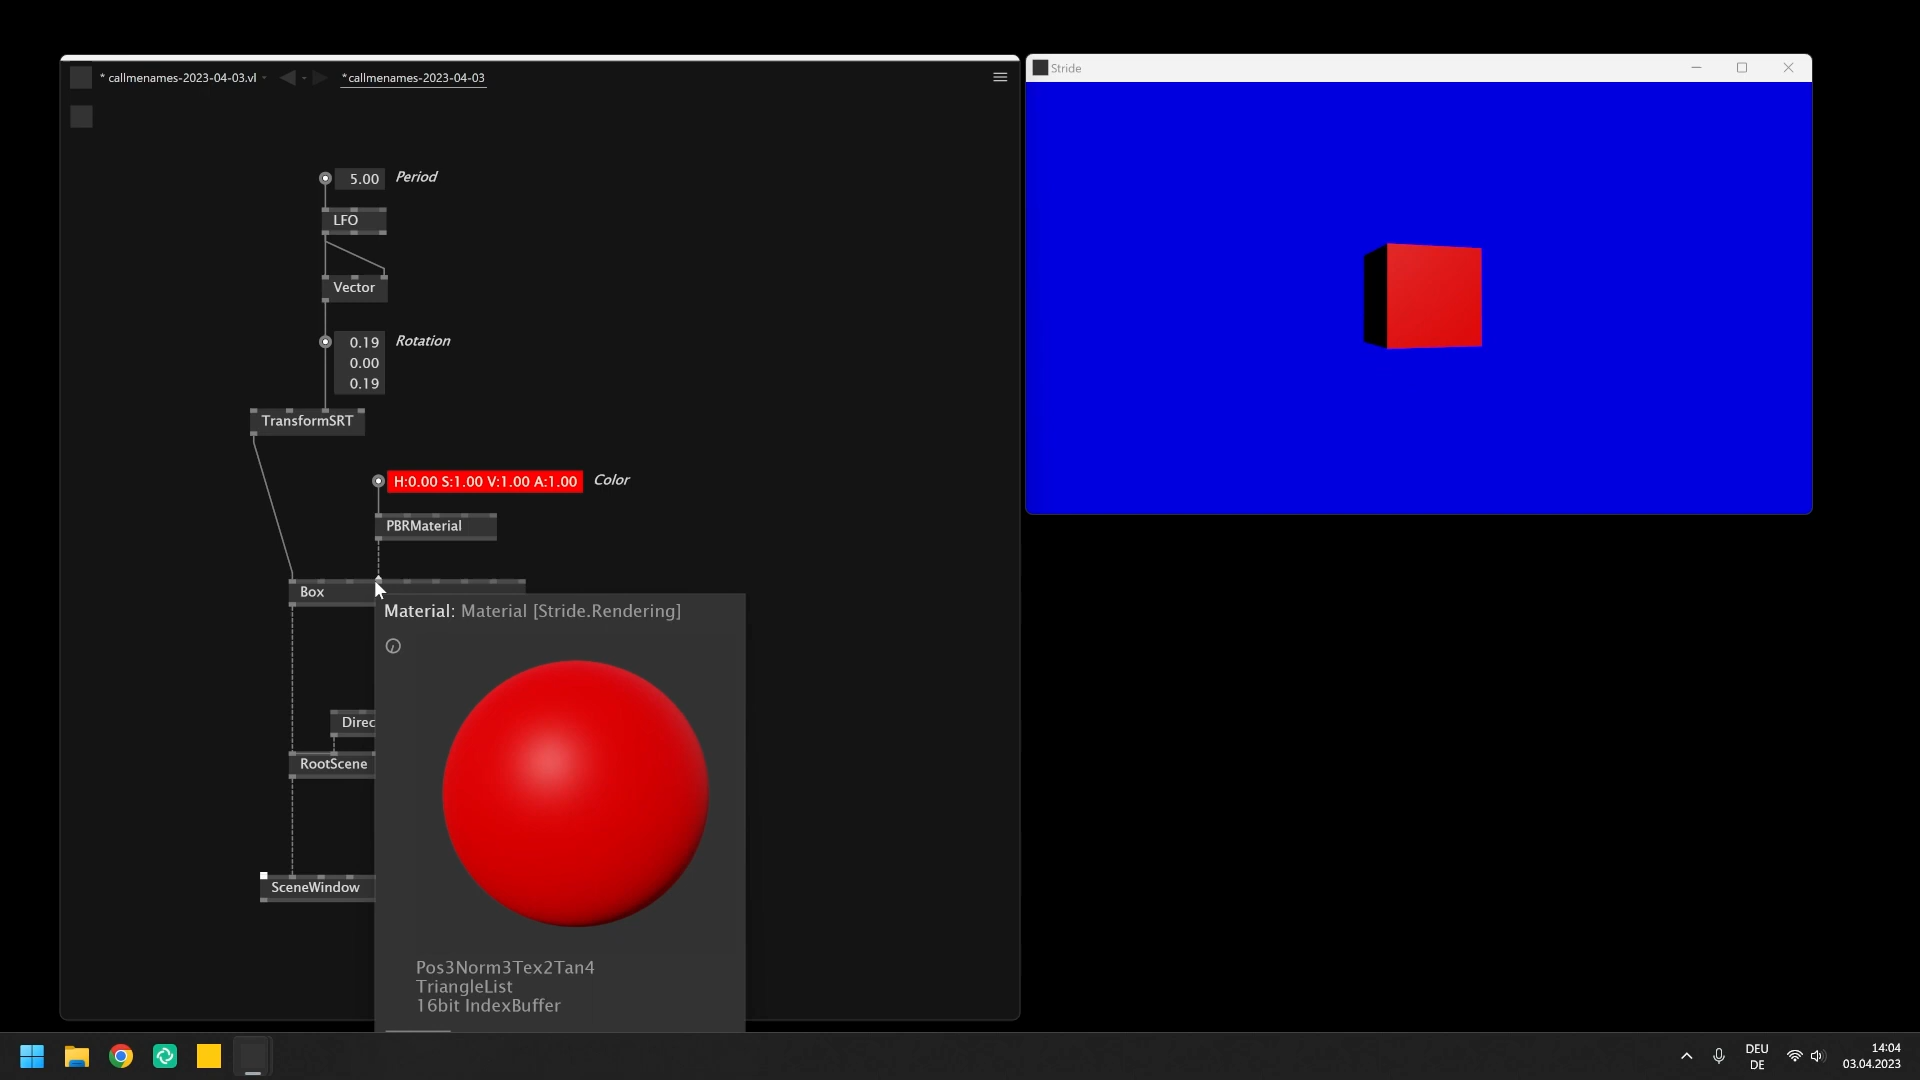 * callmenames-2023-04-03.vl
*callmenames-2023-04-03
Stride
5.00 Period
LFO
Vector
0.19 Rotation
0.00
0.19
TransformSRT
H:0.00 S:1.00 V:1.00 A:1.00 Color
PBRMaterial
Box
Material: Material [Stride.Rendering]
Direc
RootScene
SceneWindow
Pos3Norm3Tex2Tan4
TriangleList
16bit IndexBuffer
DEU
DE
14:04
03.04.2023